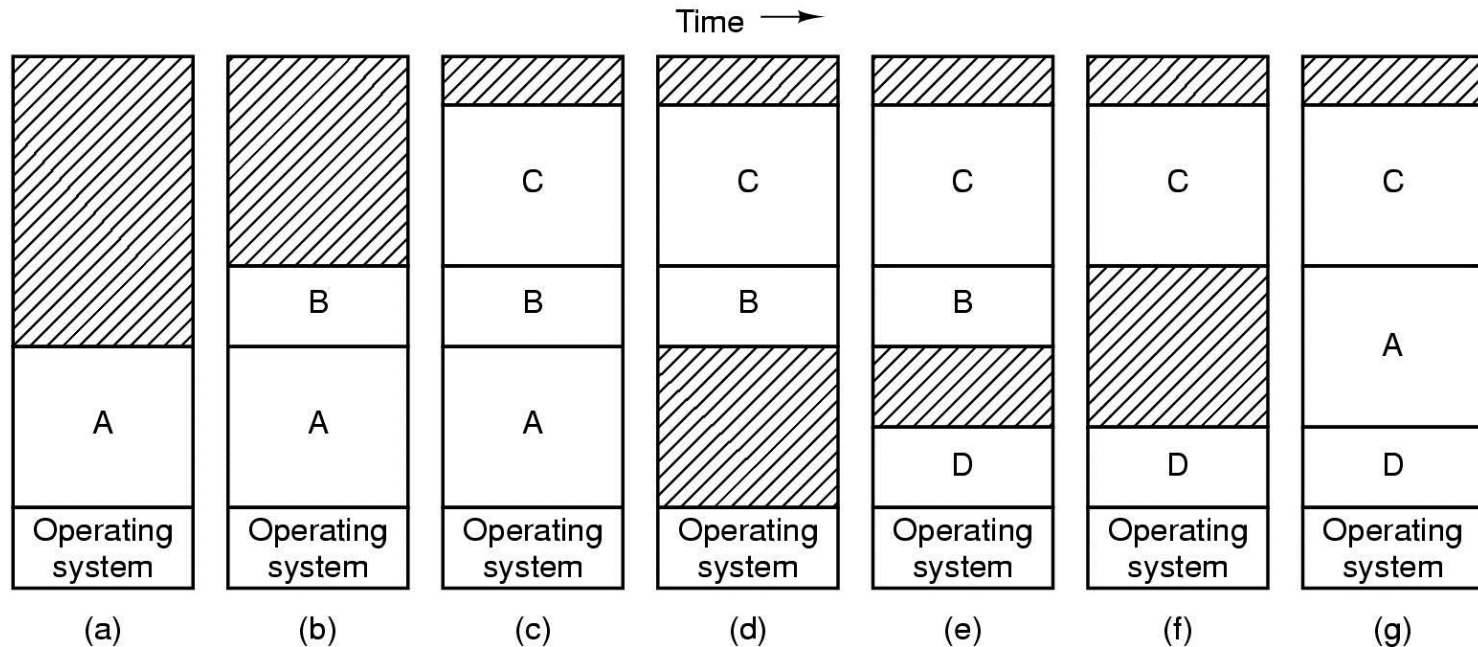 Time
C
C
C
C
C
B
B
B
B
A
A
A
A
D
D
D
Operating
system
Operating
system
Operating
system
Operating
system
Operating
system
Operating
system
Operating
system
(a)
(b)
(c)
(d)
(e)
(f)
(g)